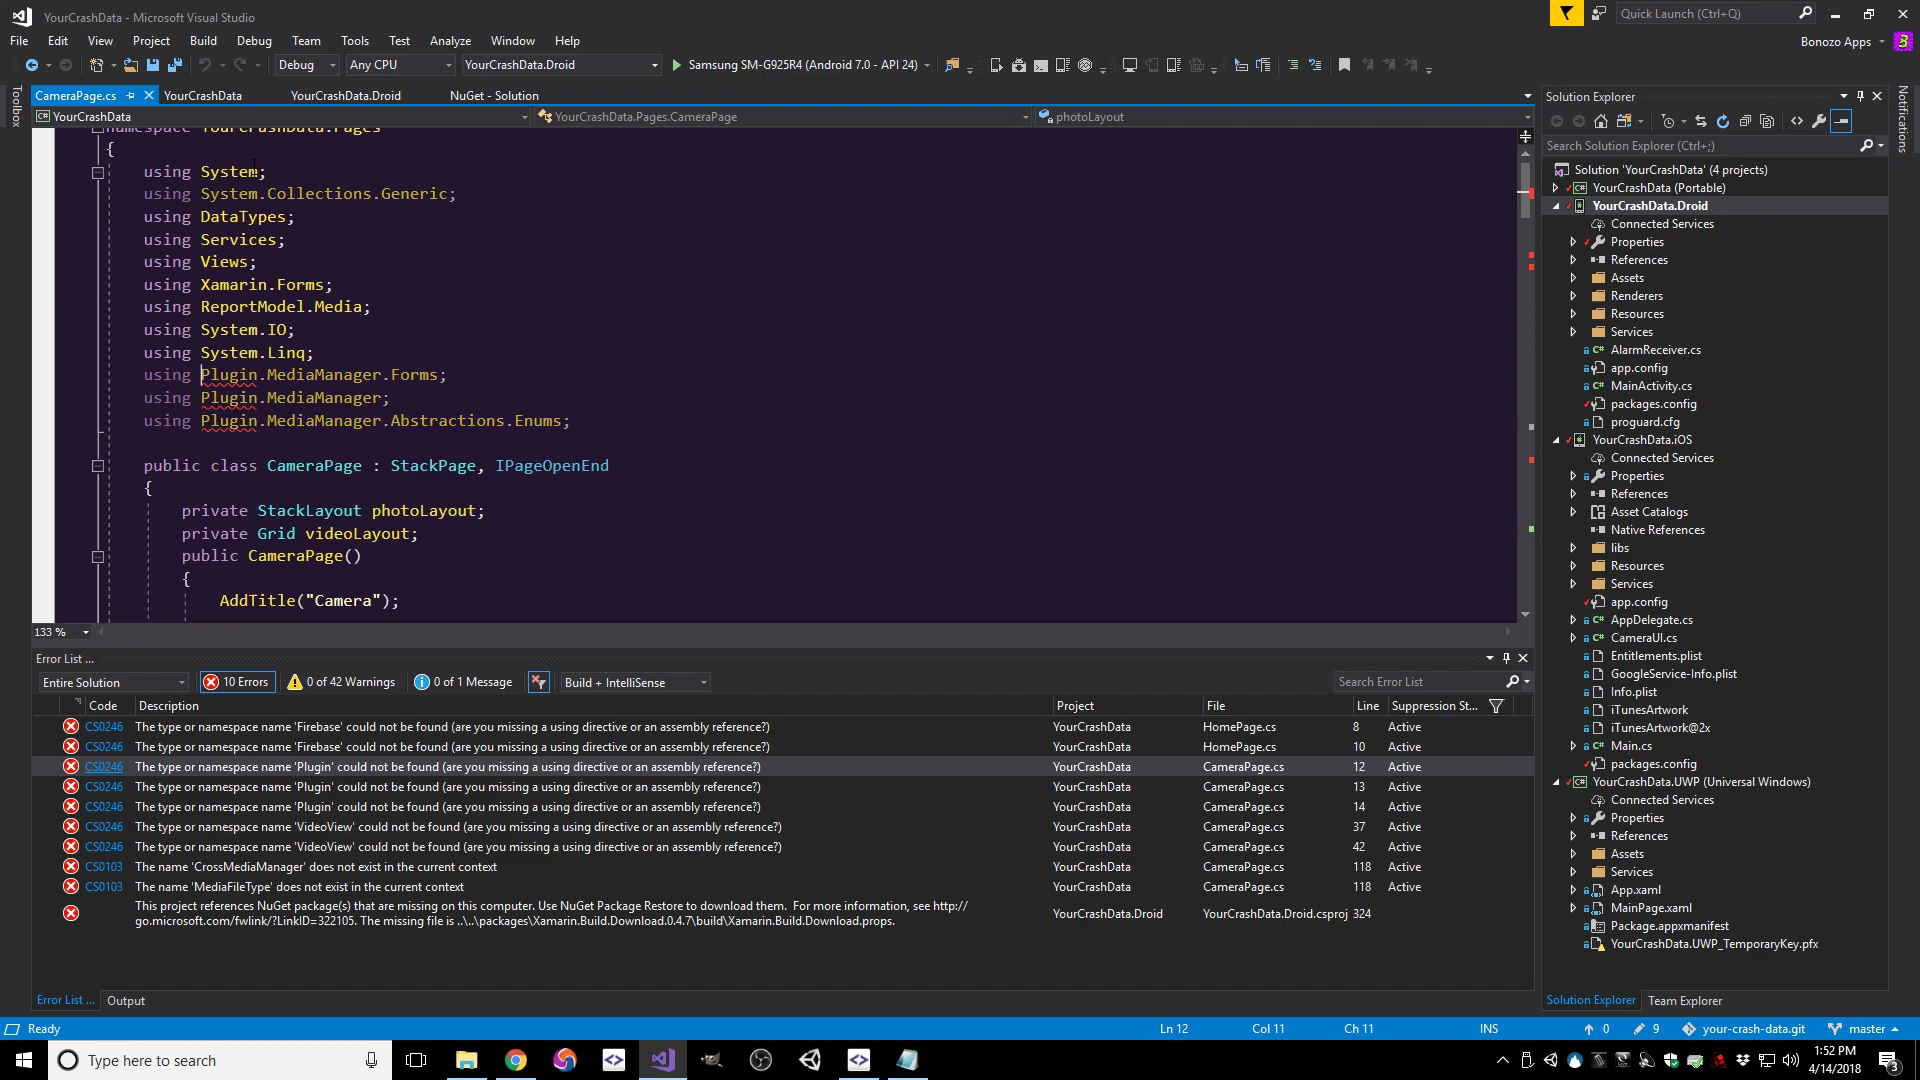 YourCrashData - Microsoft Visual Studio
Quick Launch (Ctrl+Q)
File Edit View Project Build Debug Team Tools Test Analyze Window Help
Bonozo Apps
Debug Any CPU YourCrashData.Droid Samsung SM-G925R4 (Android 7.0 - API 24)
Toolbox
CameraPage.cs YourCrashData YourCrashData.Droid NuGet - Solution
YourCrashData YourCrashData.Pages.CameraPage photoLayout
namespace YourCrashData.Pages
{
using System;
using System.Collections.Generic;
using DataTypes;
using Services;
using Views;
using Xamarin.Forms;
using ReportModel.Media;
using System.IO;
using System.Linq;
using Plugin.MediaManager.Forms;
using Plugin.MediaManager;
using Plugin.MediaManager.Abstractions.Enums;
public class CameraPage : StackPage, IPageOpenEnd
{
private StackLayout photoLayout;
private Grid videoLayout;
public CameraPage()
{
AddTitle("Camera");
133 %
Error List ...
Entire Solution 10 Errors 0 of 42 Warnings 0 of 1 Message Build + IntelliSense Search Error List
Code Description Project File Line Suppression St...
CS0246 The type or namespace name 'Firebase' could not be found (are you missing a using directive or an assembly reference?) YourCrashData HomePage.cs 8 Active
CS0246 The type or namespace name 'Firebase' could not be found (are you missing a using directive or an assembly reference?) YourCrashData HomePage.cs 10 Active
CS0246 The type or namespace name 'Plugin' could not be found (are you missing a using directive or an assembly reference?) YourCrashData CameraPage.cs 12 Active
CS0246 The type or namespace name 'Plugin' could not be found (are you missing a using directive or an assembly reference?) YourCrashData CameraPage.cs 13 Active
CS0246 The type or namespace name 'Plugin' could not be found (are you missing a using directive or an assembly reference?) YourCrashData CameraPage.cs 14 Active
CS0246 The type or namespace name 'VideoView' could not be found (are you missing a using directive or an assembly reference?) YourCrashData CameraPage.cs 37 Active
CS0246 The type or namespace name 'VideoView' could not be found (are you missing a using directive or an assembly reference?) YourCrashData CameraPage.cs 42 Active
CS0103 The name 'CrossMediaManager' does not exist in the current context YourCrashData CameraPage.cs 118 Active
CS0103 The name 'MediaFileType' does not exist in the current context YourCrashData CameraPage.cs 118 Active
This project references NuGet package(s) that are missing on this computer. Use NuGet Package Restore to download them. For more information, see http://
go.microsoft.com/fwlink/?LinkID=322105. The missing file is ..\..\packages\Xamarin.Build.Download.0.4.7\build\Xamarin.Build.Download.props. YourCrashData.Droid YourCrashData.Droid.csproj 324
Error List ... Output
Solution Explorer
Search Solution Explorer (Ctrl+;)
Solution 'YourCrashData' (4 projects)
YourCrashData (Portable)
YourCrashData.Droid
Connected Services
Properties
References
Assets
Renderers
Resources
Services
AlarmReceiver.cs
app.config
MainActivity.cs
packages.config
proguard.cfg
YourCrashData.iOS
Connected Services
Properties
References
Asset Catalogs
Native References
libs
Resources
Services
app.config
AppDelegate.cs
CameraUI.cs
Entitlements.plist
GoogleService-Info.plist
Info.plist
iTunesArtwork
iTunesArtwork@2x
Main.cs
packages.config
YourCrashData.UWP (Universal Windows)
Connected Services
Properties
References
Assets
Services
App.xaml
MainPage.xaml
Package.appxmanifest
YourCrashData.UWP_TemporaryKey.pfx
Solution Explorer Team Explorer
Notifications
Ready Ln 12 Col 11 Ch 11 INS 0 9 your-crash-data.git master
Type here to search
1:52 PM
4/14/2018
3